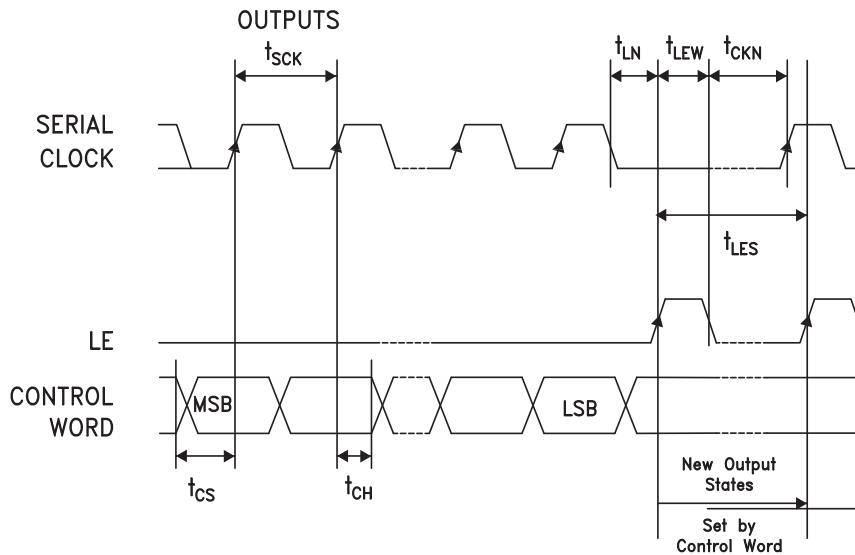 OUTPUTS
tSCK
tLN
tLEW
tCKN
SERIAL
CLOCK
tLES
LE
CONTROL
WORD
MSB
LSB
tCS
tCH
New Output
States
Set by
Control Word